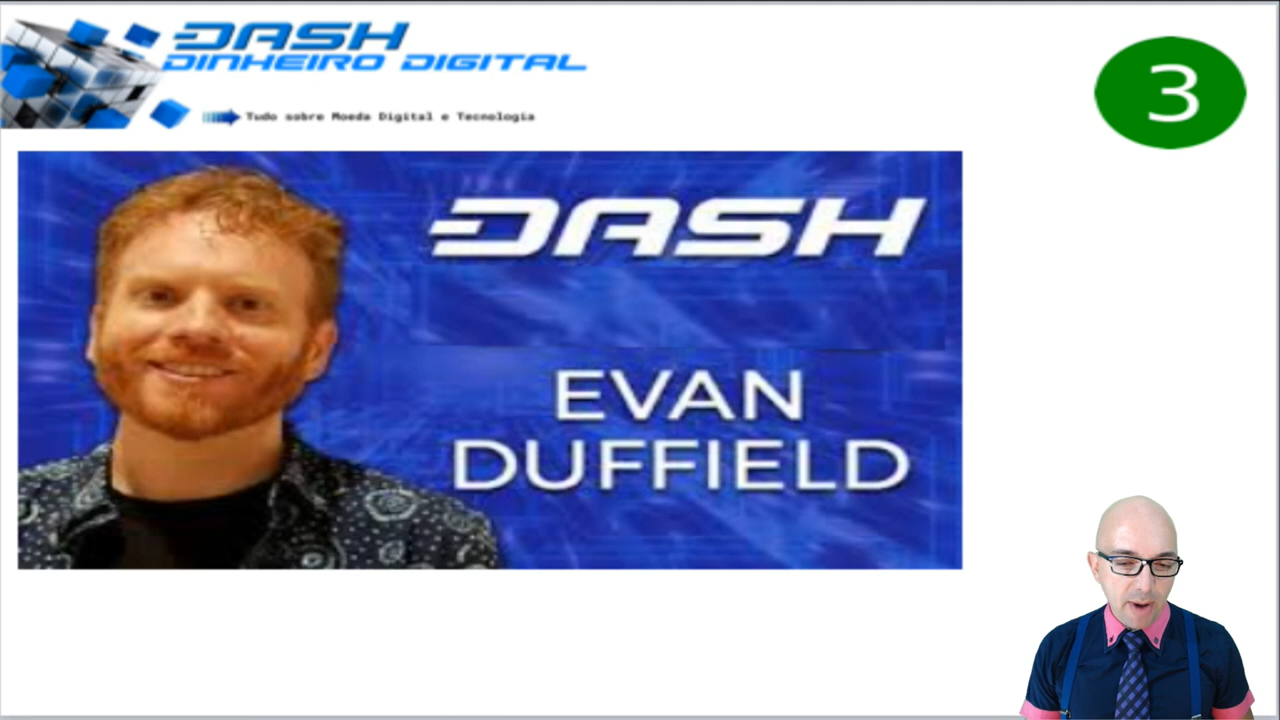 DASH
DINHEIRO DIGITAL
Tudo sobre Moeda Digital e Tecnologia
3
DASH
EVAN
DUFFIELD